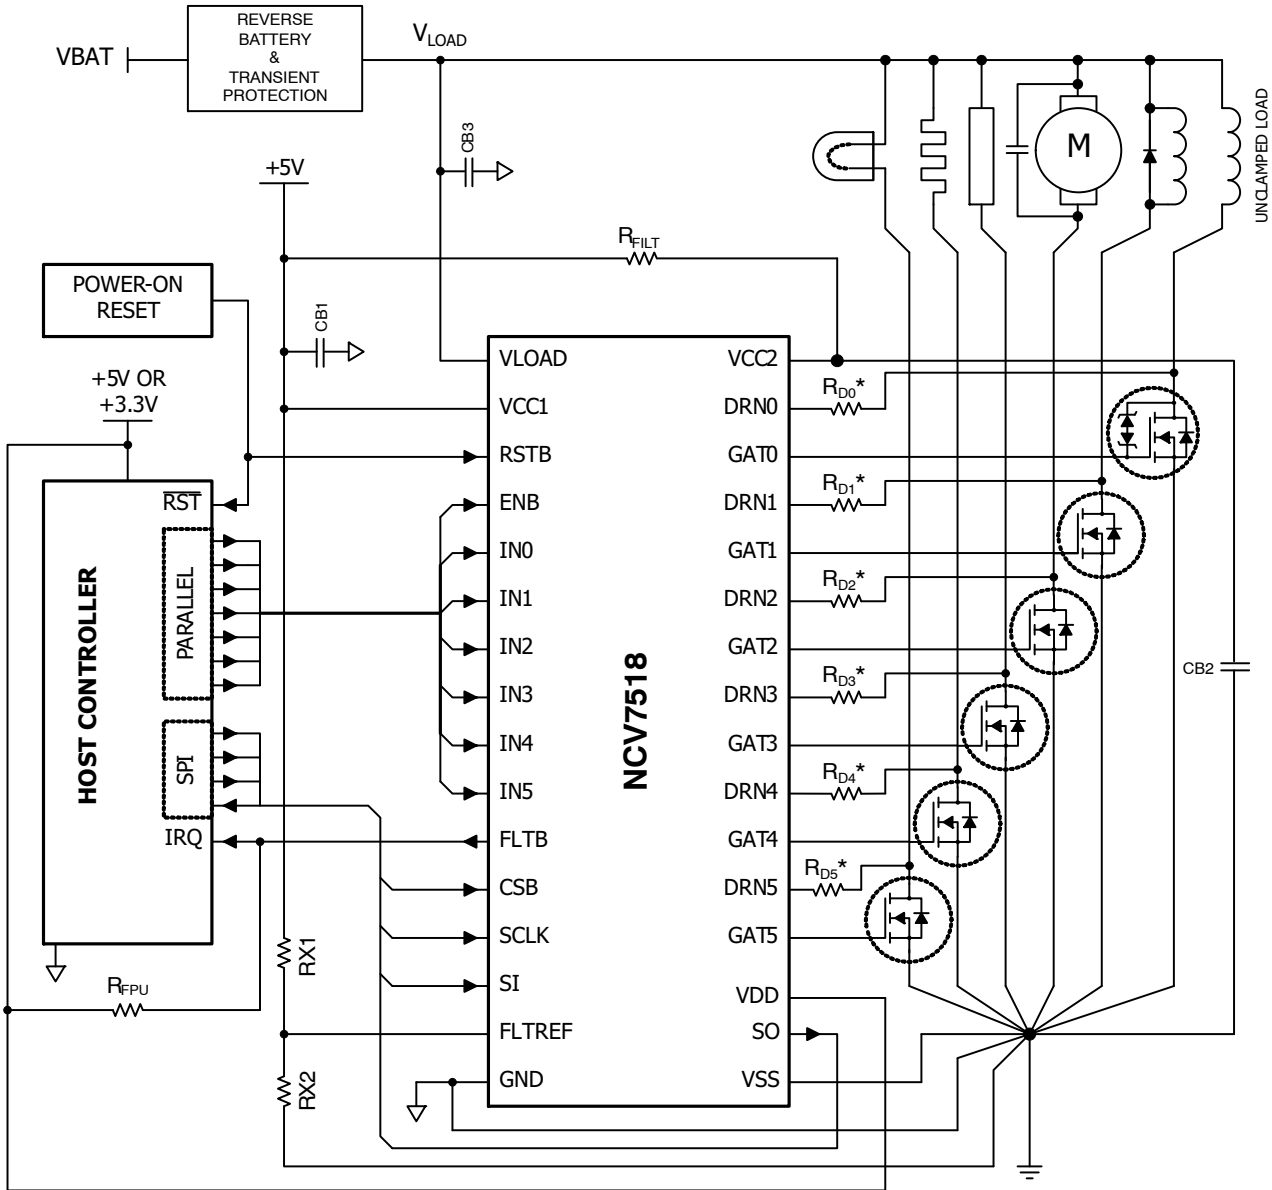 REVERSE
BATTERY
&
TRANSIENT
PROTECTION
VBAT
VLOAD
CB3
+5V
M
UNCLAMPED LOAD
RFILT
POWER-ON
RESET
CB1
+5V OR
+3.3V
HOST CONTROLLER
RST
PARALLEL
SPI
IRQ
RFPU
RX1
RX2
NCV7518
VLOAD
VCC1
RSTB
ENB
IN0
IN1
IN2
IN3
IN4
IN5
FLTB
CSB
SCLK
SI
FLTREF
GND
VCC2
DRN0
GAT0
DRN1
GAT1
DRN2
GAT2
DRN3
GAT3
DRN4
GAT4
DRN5
GAT5
VDD
SO
VSS
RD0*
RD1*
RD2*
RD3*
RD4*
RD5*
CB2